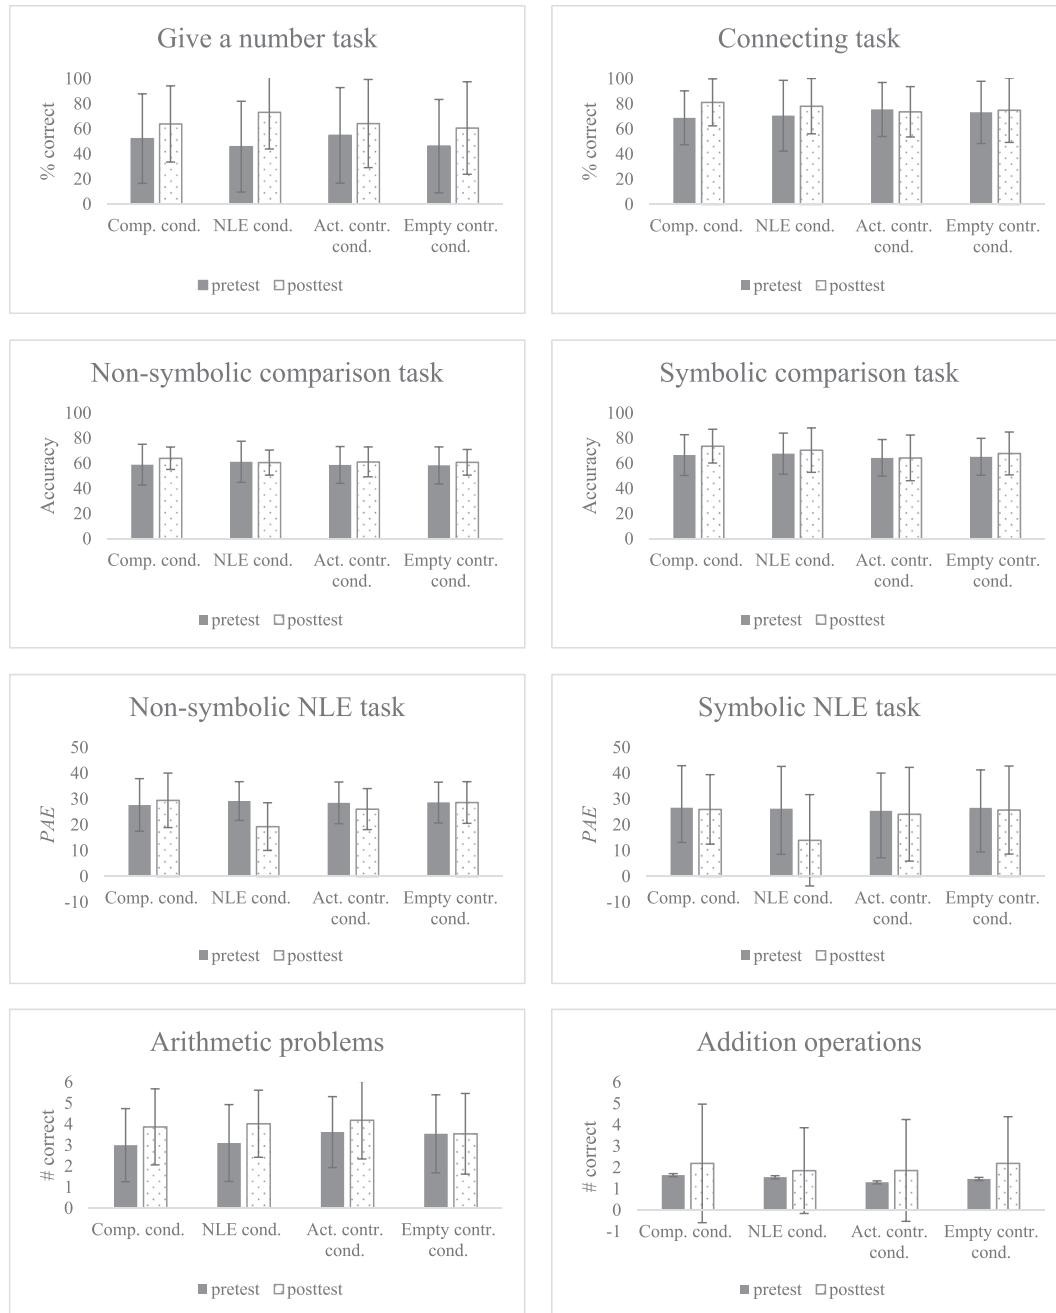 Give a number task
% correct
100
80
60
40
20
0
Comp. cond. NLE cond. Act. contr. Empty contr.
cond. cond.
pretest posttest
Connecting task
% correct
100
80
60
40
20
0
Comp. cond. NLE cond. Act. contr. Empty contr.
cond. cond.
pretest posttest
Non-symbolic comparison task
Accuracy
100
80
60
40
20
0
Comp. cond. NLE cond. Act. contr. Empty contr.
cond. cond.
pretest posttest
Symbolic comparison task
Accuracy
100
80
60
40
20
0
Comp. cond. NLE cond. Act. contr. Empty contr.
cond. cond.
pretest posttest
Non-symbolic NLE task
PAE
50
40
30
20
10
0
-10
Comp. cond. NLE cond. Act. contr. Empty contr.
cond. cond.
pretest posttest
Symbolic NLE task
PAE
50
40
30
20
10
0
-10
Comp. cond. NLE cond. Act. contr. Empty contr.
cond. cond.
pretest posttest
Arithmetic problems
# correct
6
5
4
3
2
1
0
Comp. cond. NLE cond. Act. contr. Empty contr.
cond. cond.
pretest posttest
Addition operations
# correct
6
5
4
3
2
1
0
-1
Comp. cond. NLE cond. Act. contr. Empty contr.
cond. cond.
pretest posttest